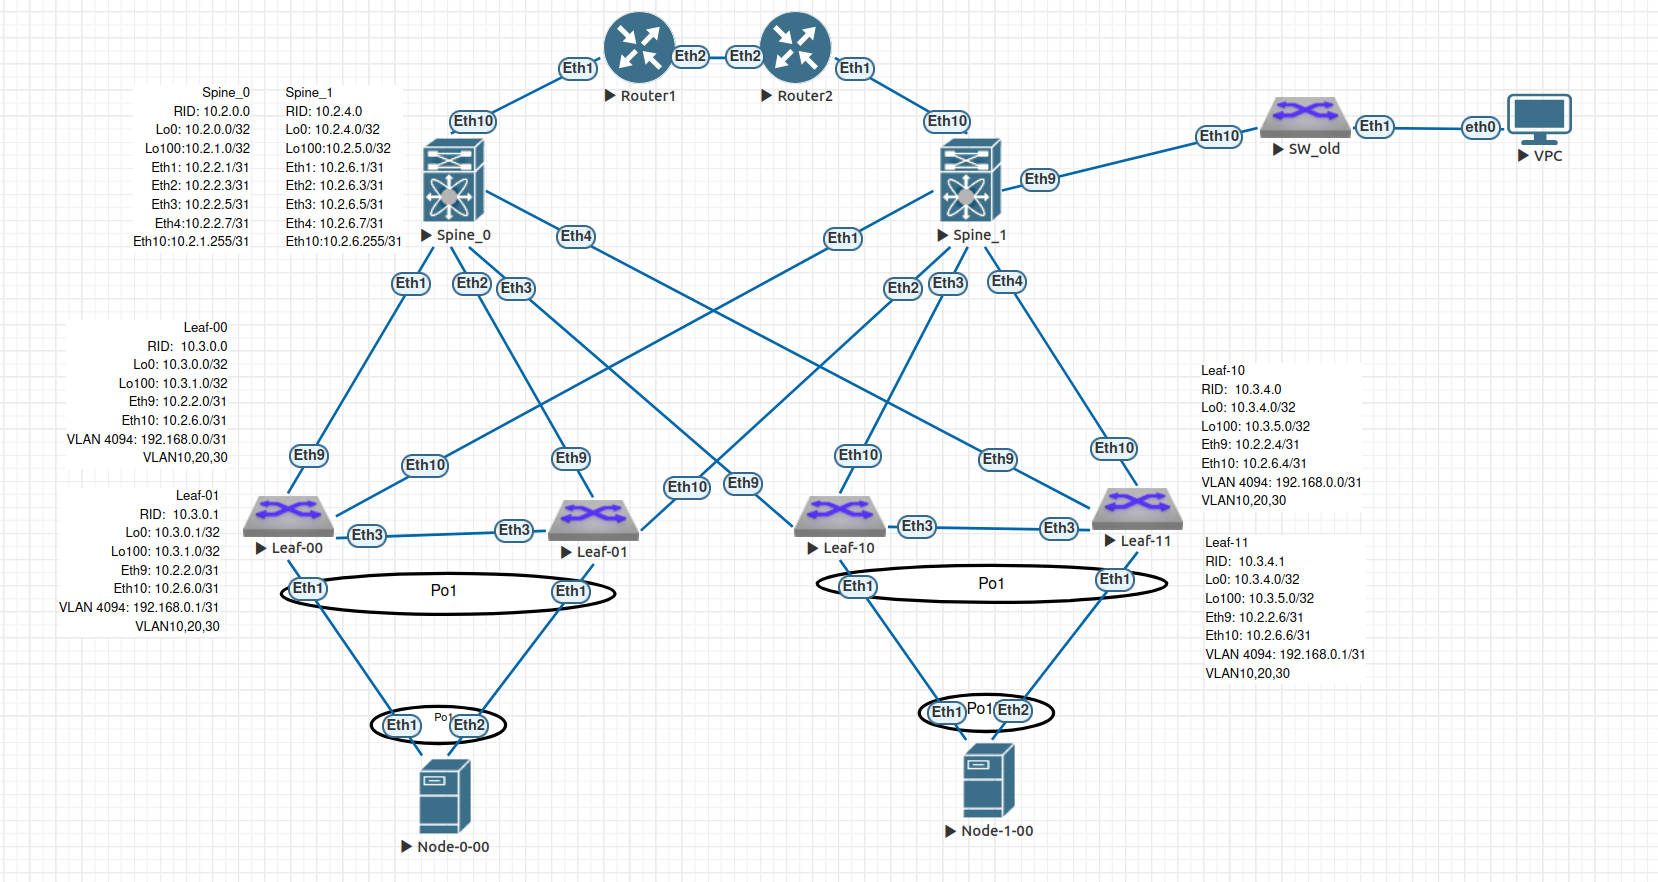 Router1
Router2
Eth1
Eth2
Eth2
Eth1
Eth10
Eth10
SW_old
Eth10
Eth1
eth0
VPC
Eth9
Spine_0
RID: 10.2.0.0
Lo0: 10.2.0.0/32
Lo100:10.2.1.0/32
Eth1: 10.2.2.1/31
Eth2: 10.2.2.3/31
Eth3: 10.2.2.5/31
Eth4:10.2.2.7/31
Eth10:10.2.1.255/31
Spine_1
RID: 10.2.4.0
Lo0: 10.2.4.0/32
Lo100:10.2.5.0/32
Eth1: 10.2.6.1/31
Eth2: 10.2.6.3/31
Eth3: 10.2.6.5/31
Eth4: 10.2.6.7/31
Eth10:10.2.6.255/31
Spine_0
Spine_1
Eth4
Eth1
Eth1
Eth2
Eth3
Eth2
Eth3
Eth4
Leaf-00
RID: 10.3.0.0
Lo0: 10.3.0.0/32
Lo100: 10.3.1.0/32
Eth9: 10.2.2.0/31
Eth10: 10.2.6.0/31
VLAN 4094: 192.168.0.0/31
VLAN10,20,30
Leaf-10
RID: 10.3.4.0
Lo0: 10.3.4.0/32
Lo100: 10.3.5.0/32
Eth9: 10.2.2.4/31
Eth10: 10.2.6.4/31
VLAN 4094: 192.168.0.0/31
VLAN10,20,30
Eth9
Eth10
Eth9
Eth10
Eth9
Eth10
Eth9
Eth10
Leaf-01
RID: 10.3.0.1
Lo0: 10.3.0.1/32
Lo100: 10.3.1.0/32
Eth9: 10.2.2.0/31
Eth10: 10.2.6.0/31
VLAN 4094: 192.168.0.1/31
VLAN10,20,30
Leaf-11
RID: 10.3.4.1
Lo0: 10.3.4.0/32
Lo100: 10.3.5.0/32
Eth9: 10.2.2.6/31
Eth10: 10.2.6.6/31
VLAN 4094: 192.168.0.1/31
VLAN10,20,30
Eth3
Eth3
Eth3
Eth3
Leaf-00
Leaf-01
Leaf-10
Leaf-11
Eth1
Po1
Eth1
Eth1
Po1
Eth1
Eth1
Po1
Eth2
Eth1
Po1
Eth2
Node-0-00
Node-1-00